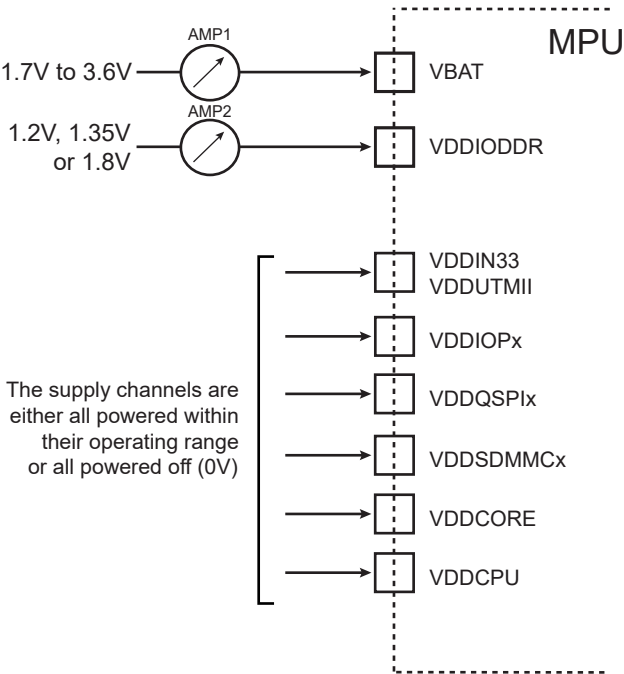 MPU
AMP1
1.7V to 3.6V
VBAT
AMP2
1.2V, 1.35V
or 1.8V
VDDIODDR
VDDIN33
VDDUTMII
VDDIOPx
VDDQSPIx
The supply channels are
either all powered within
their operating range
or all powered off (0V)
VDDSDMMCx
VDDCORE
VDDCPU